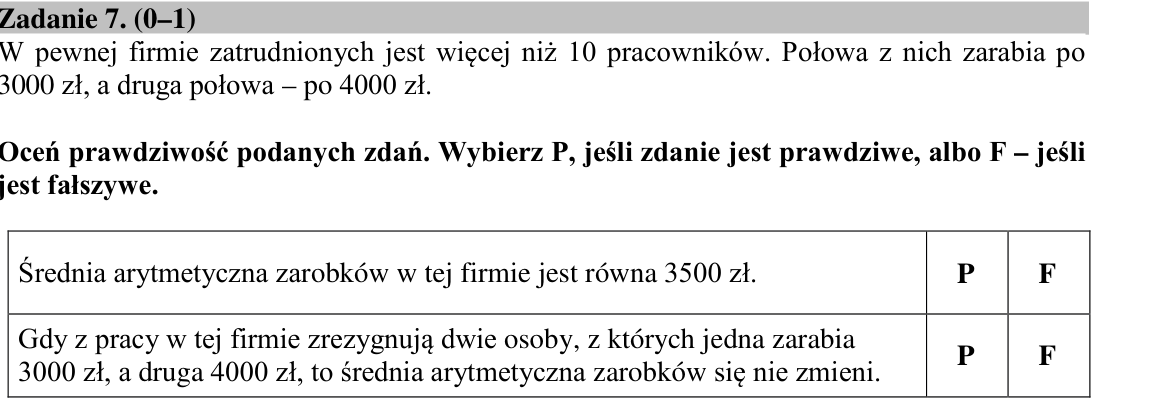 Zadanie 7. (0–1)
W pewnej firmie zatrudnionych jest więcej niż 10 pracowników. Połowa z nich zarabia po
3000 zł, a druga połowa – po 4000 zł.
Oceń prawdziwość podanych zdań. Wybierz P, jeśli zdanie jest prawdziwe, albo F – jeśli
jest fałszywe.
Średnia arytmetyczna zarobków w tej firmie jest równa 3500 zł. P F
Gdy z pracy w tej firmie zrezygnują dwie osoby, z których jedna zarabia
3000 zł, a druga 4000 zł, to średnia arytmetyczna zarobków się nie zmieni. P F